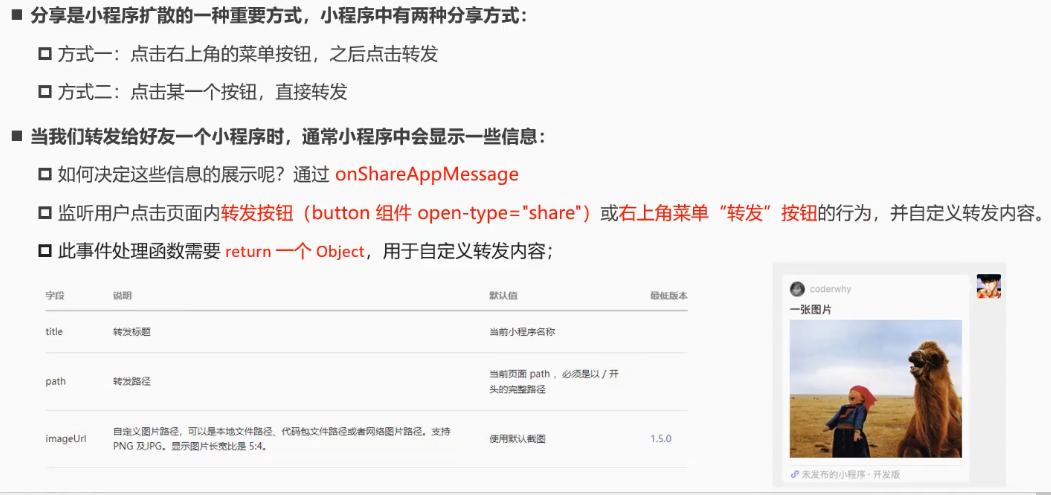 分享是小程序扩散的一种重要方式，小程序中有两种分享方式：
方式一：点击右上角的菜单按钮，之后点击转发
方式二：点击某一个按钮，直接转发
当我们转发给好友一个小程序时，通常小程序中会显示一些信息：
如何决定这些信息的展示呢？通过 onShareAppMessage
监听用户点击页面内转发按钮（button 组件 open-type="share"）或右上角菜单“转发”按钮的行为，并自定义转发内容。
此事件处理函数需要 return 一个 Object，用于自定义转发内容；
字段 说明 默认值 最低版本
title 转发标题 当前小程序名称
path 转发路径 当前页面 path ，必须是以 / 开
头的完整路径
imageUrl 自定义图片路径，可以是本地文件路径、代码包文件路径或者网络图片路径。支持
PNG 及JPG。显示图片长宽比是 5:4。 使用默认截图 1.5.0
coderwhy
一张图片
未发布的小程序 · 开发版